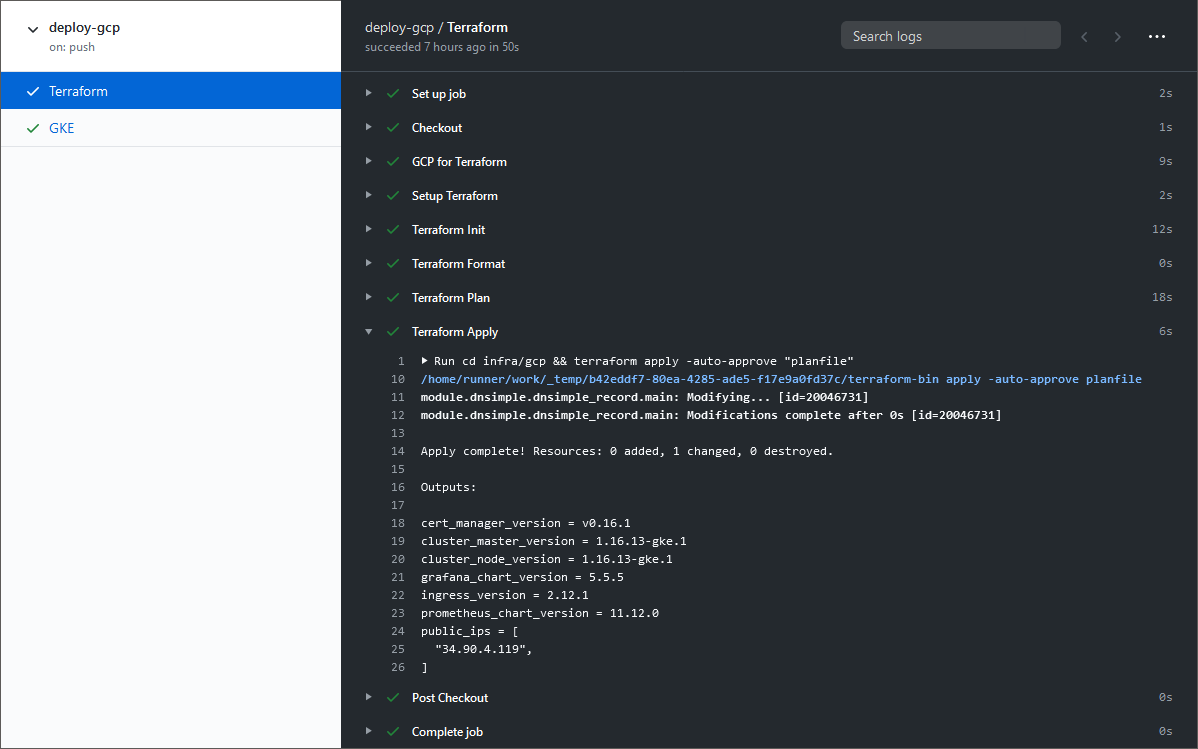 deploy-gcp
on: push
Terraform
GKE
deploy-gcp / Terraform
succeeded 7 hours ago in 50s
Search logs
Set up job 2s
Checkout 1s
GCP for Terraform 9s
Setup Terraform 2s
Terraform Init 12s
Terraform Format 0s
Terraform Plan 18s
Terraform Apply 6s
1 Run cd infra/gcp && terraform apply -auto-approve "planfile"
10 /home/runner/work/_temp/b42eddf7-80ea-4285-ade5-f17e9a0fd37c/terraform-bin apply -auto-approve planfile
11 module.dnsimple.dnsimple_record.main: Modifying... [id=20046731]
12 module.dnsimple.dnsimple_record.main: Modifications complete after 0s [id=20046731]
13
14 Apply complete! Resources: 0 added, 1 changed, 0 destroyed.
15
16 Outputs:
17
18 cert_manager_version = v0.16.1
19 cluster_master_version = 1.16.13-gke.1
20 cluster_node_version = 1.16.13-gke.1
21 grafana_chart_version = 5.5.5
22 ingress_version = 2.12.1
23 prometheus_chart_version = 11.12.0
24 public_ips = [
25 "34.90.4.119",
26 ]
Post Checkout 0s
Complete job 0s